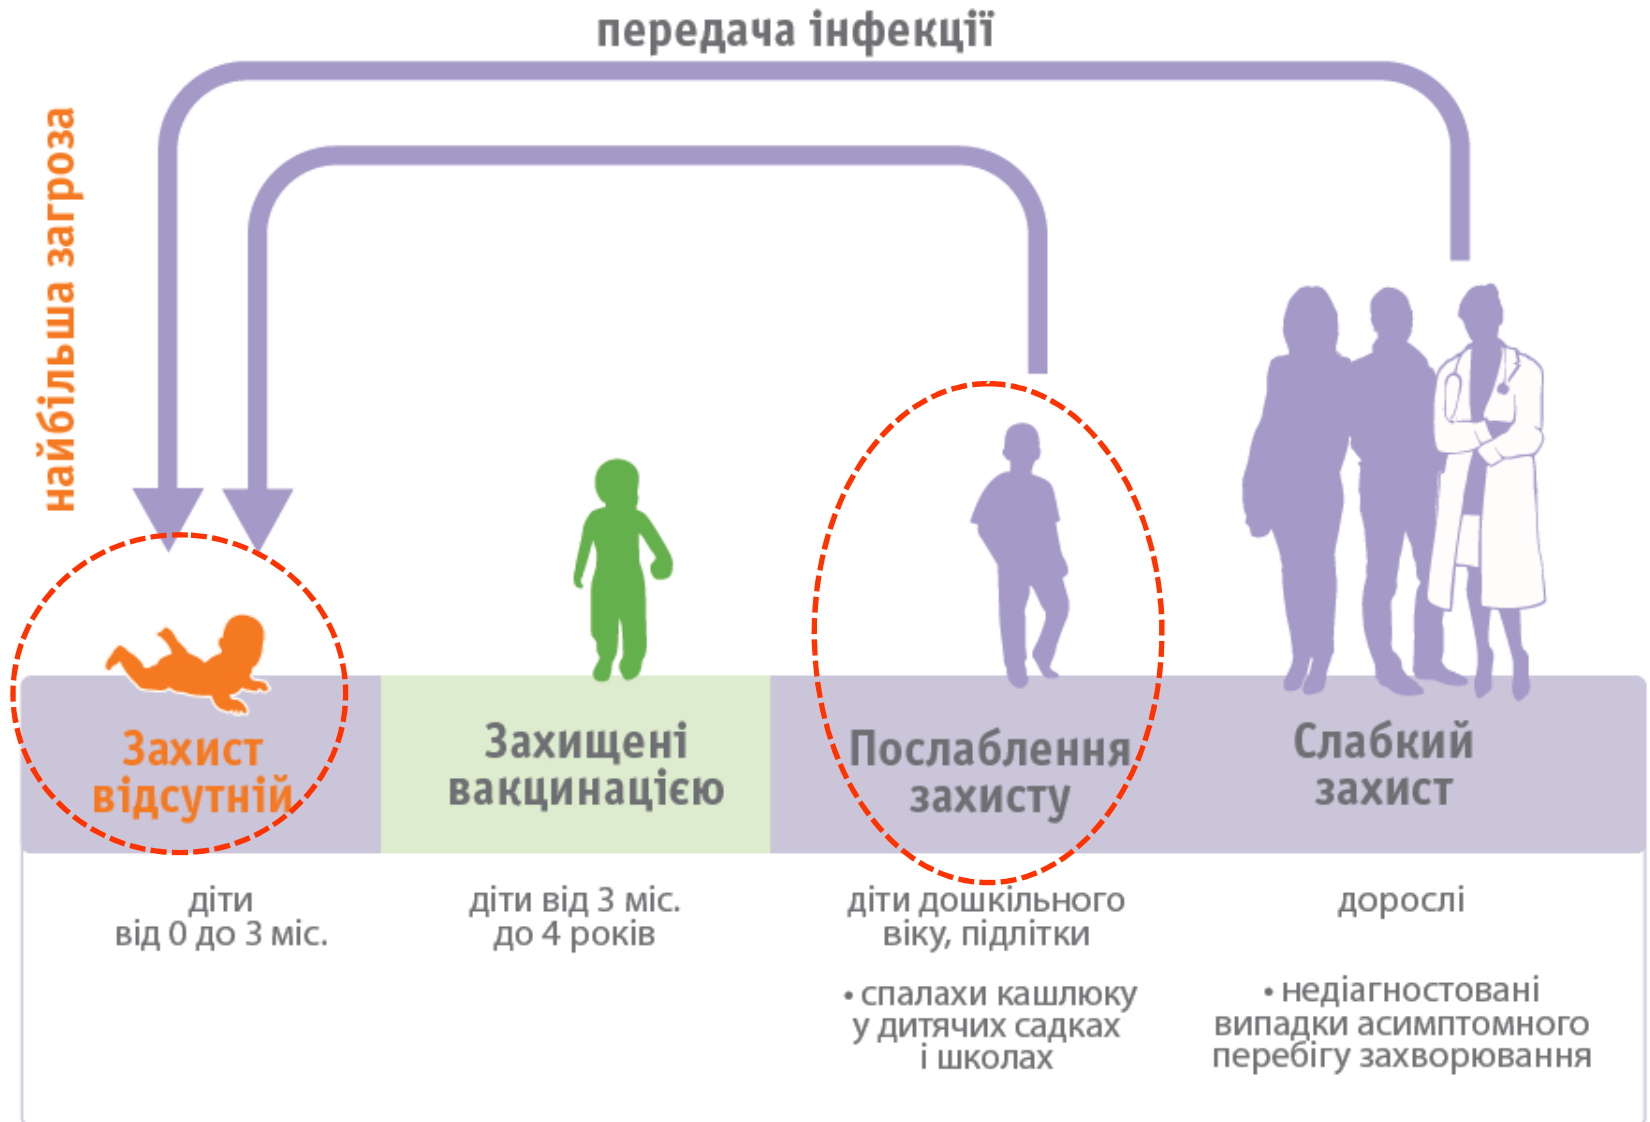 передача інфекції
найбільша загроза
Захист
відсутній
Захищені
вакцинацією
Послаблення
захисту
Слабкий
захист
діти
від 0 до 3 міс.
діти від 3 міс.
до 4 років
діти дошкільного
віку, підлітки
• спалахи кашлюку
у дитячих садках
і школах
дорослі
• недіагностовані
випадки асимптомного
перебігу захворювання